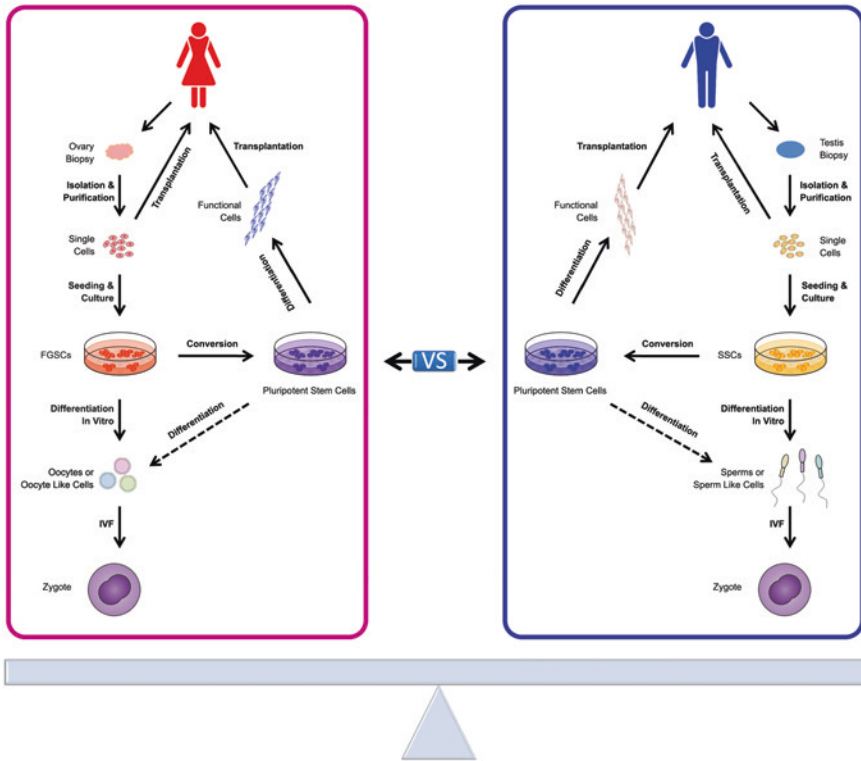 Ovary
Biopsy
Transplantation
Isolation &
Purification
Transplantation
Functional
Cells
Single
Cells
Differentiation
Seeding &
Culture
FGSCs
Conversion
Pluripotent Stem Cells
Differentiation
In Vitro
Differentiation
Oocytes or
Oocyte Like Cells
IVF
Zygote
VS
Transplantation
Testis
Biopsy
Transplantation
Isolation &
Purification
Functional
Cells
Single
Cells
Differentiation
Seeding &
Culture
Conversion
SSCs
Pluripotent Stem Cells
Differentiation
Differentiation
In Vitro
Sperms or
Sperm Like Cells
IVF
Zygote